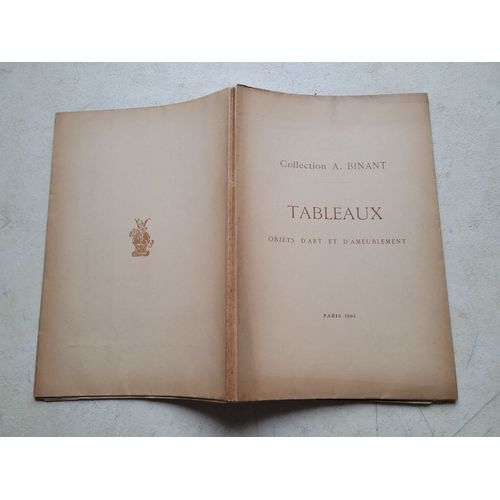 Collection A. BINANT
TABLEAUX
OBJETS D'ART ET D'AMEUBLEMENT
PARIS 1904